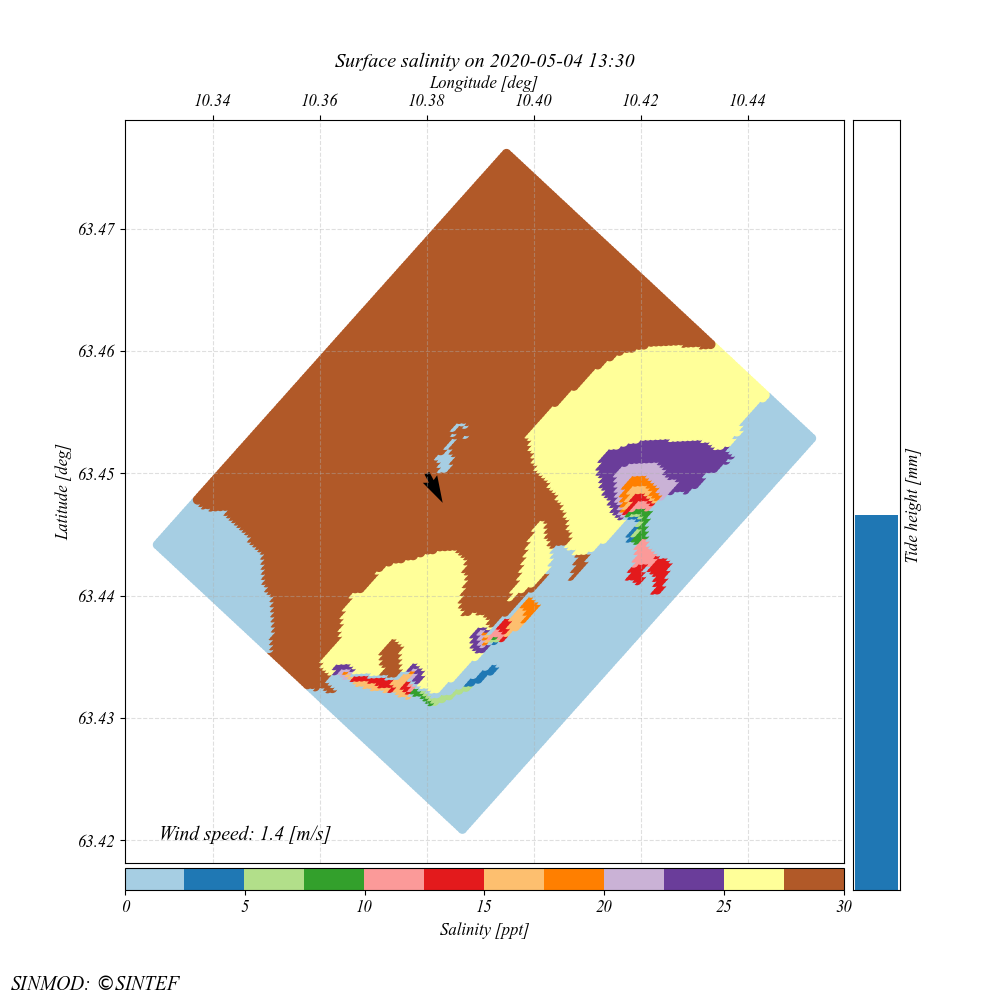 Surface salinity on 2020-05-04 13:30
Longitude [deg]
10.34 10.36 10.38 10.40 10.42 10.44
63.47
63.46
63.45
63.44
63.43
63.42
Latitude [deg]
Tide height [mm]
Wind speed: 1.4 [m/s]
0 5 10 15 20 25 30
Salinity [ppt]
SINMOD: ©SINTEF